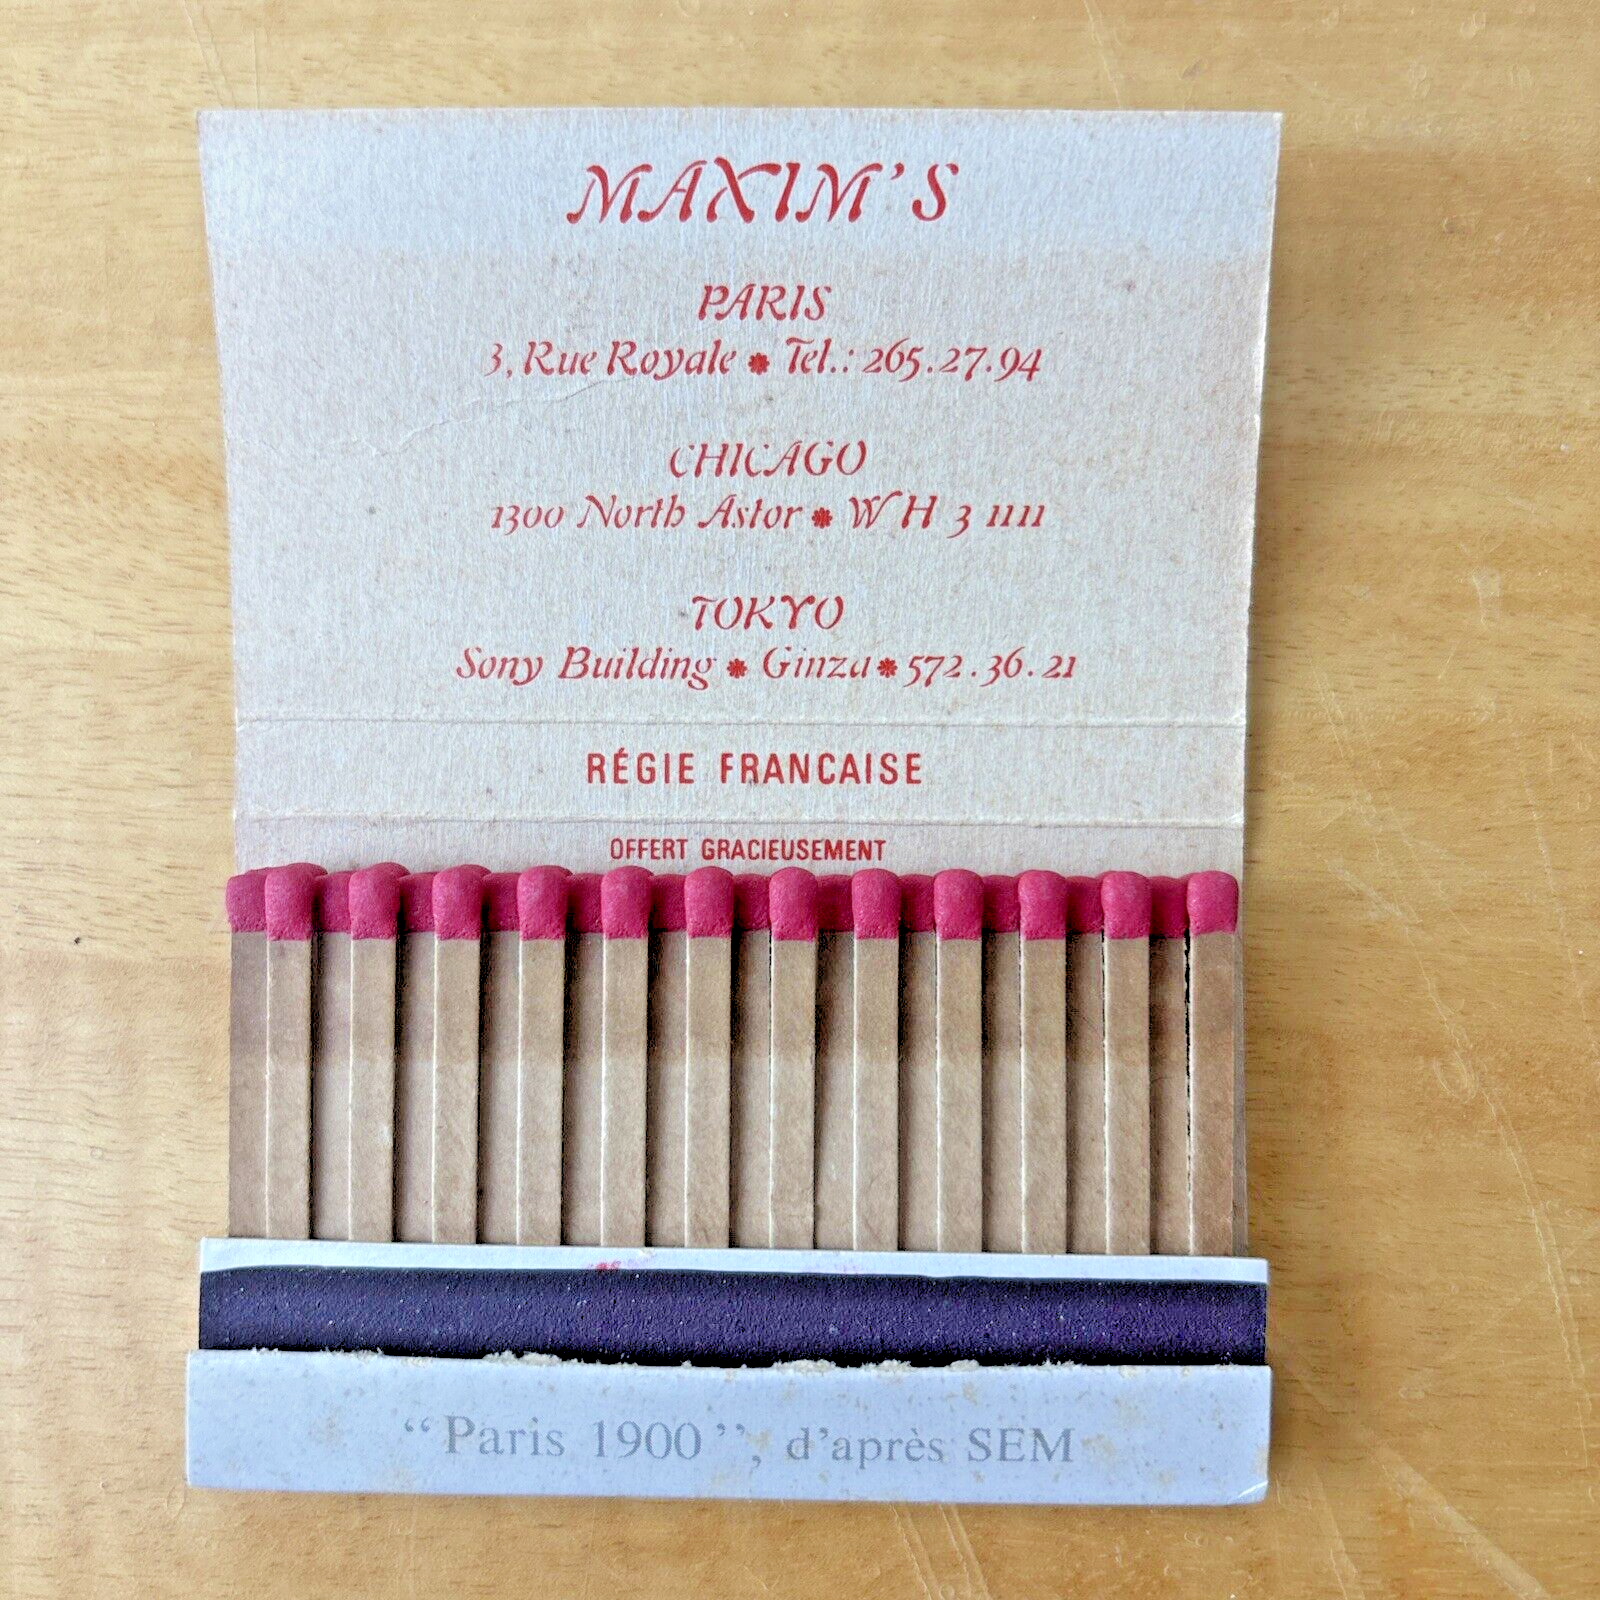 MAXIM'S
PARIS
3, Rue Royale * Tel.: 265.27.94
CHICAGO
1300 North Astor * WH 3 1111
TOKYO
Sony Building * Ginza * 572.36.21
RÉGIE FRANCAISE
OFFERT GRACIEUSEMENT
“Paris 1900”, d'après SEM